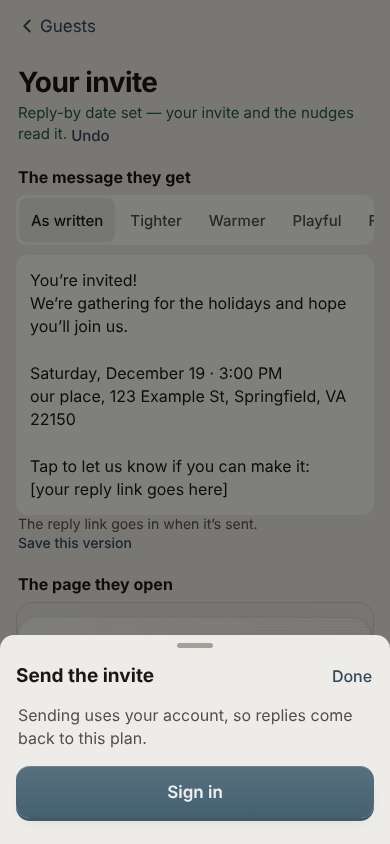 Guests
Your invite
Reply-by date set — your invite and the nudges
read it. Undo
The message they get
As written Tighter Warmer Playful
You’re invited!
We’re gathering for the holidays and hope
you’ll join us.
Saturday, December 19 · 3:00 PM
our place, 123 Example St, Springfield, VA
22150
Tap to let us know if you can make it:
[your reply link goes here]
The reply link goes in when it’s sent.
Save this version
The page they open
Send the invite
Done
Sending uses your account, so replies come
back to this plan.
Sign in